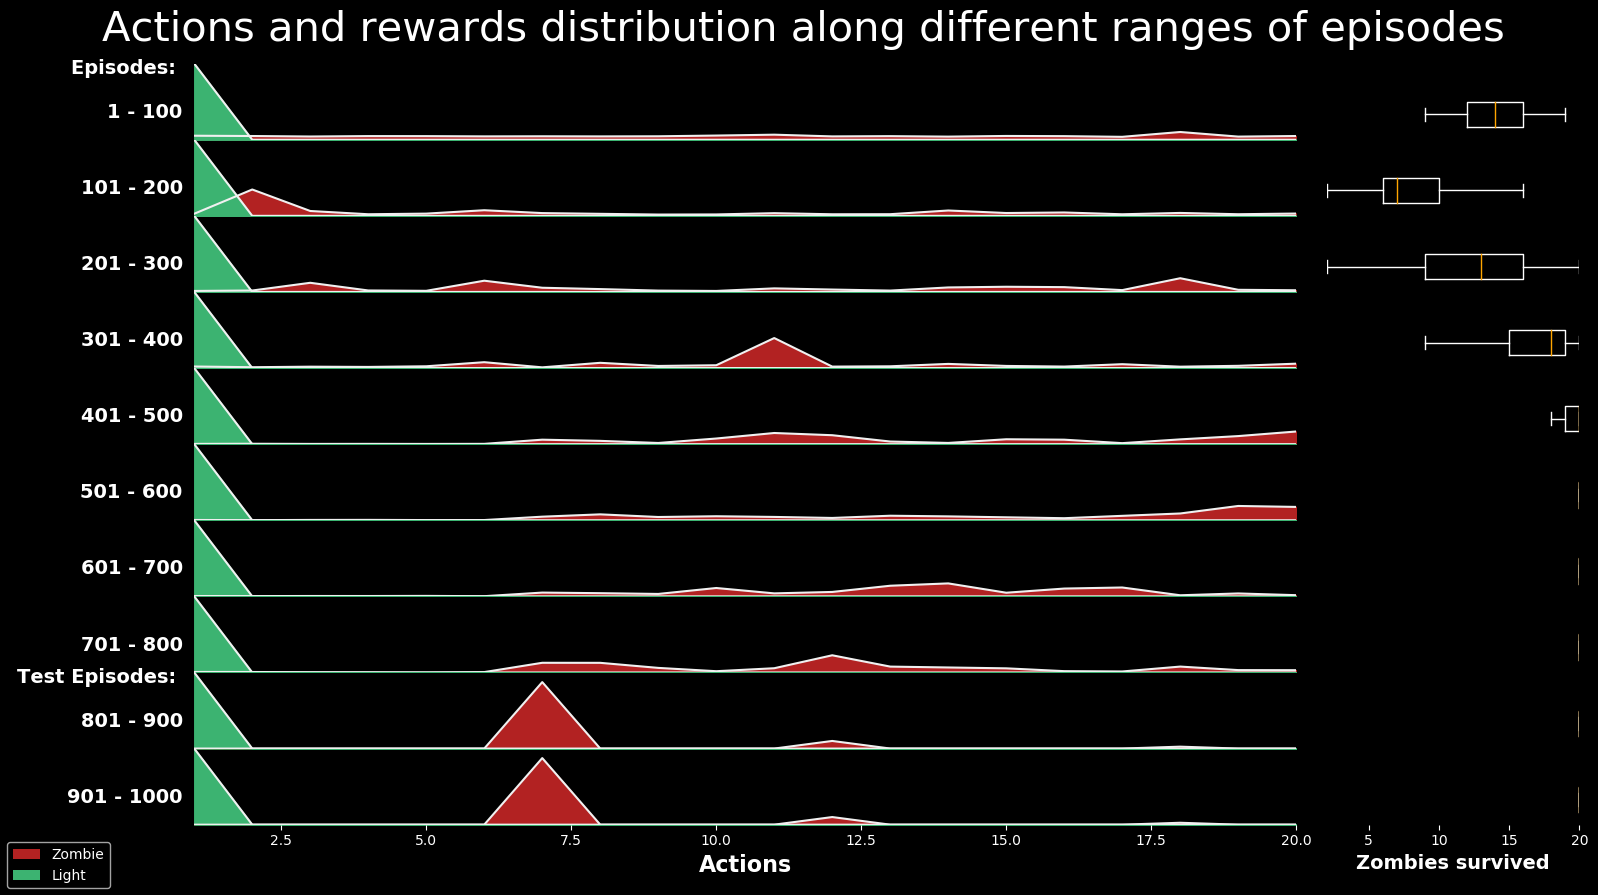 Actions and rewards distribution along different ranges of episodes
Episodes:
1 - 100
101 - 200
201 - 300
301 - 400
401 - 500
501 - 600
601 - 700
701 - 800
Test Episodes:
801 - 900
901 - 1000
2.5 5.0 7.5 10.0 12.5 15.0 17.5 20.0
5 10 15 20
Actions
Zombies survived
Zombie
Light